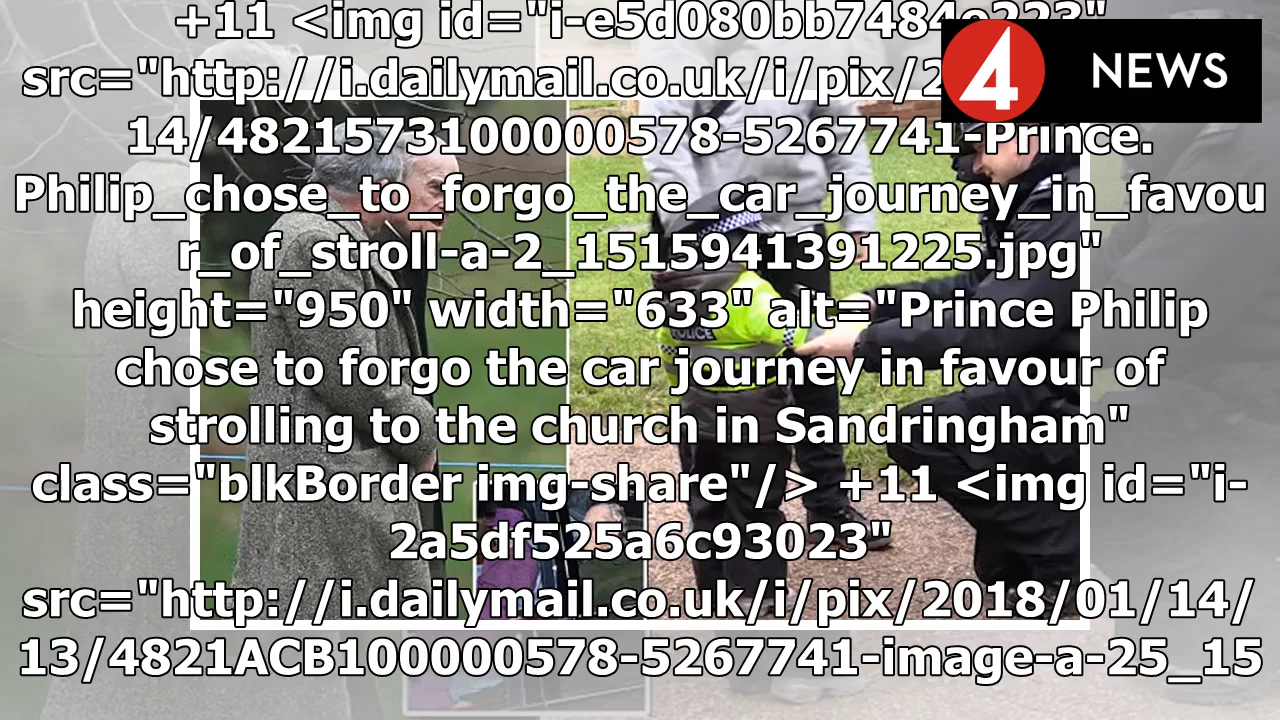 +11 <img id="i-e5d080bb7484e223"
src="http://i.dailymail.co.uk/i/pix/2
4 NEWS
14/4821573100000578-5267741-Prince.
Philip_chose_to_forgo_the_car_journey_in_favou
r_of_stroll-a-2_1515941391225.jpg"
height="950" width="633" alt="Prince Philip
chose to forgo the car journey in favour of
POLICE
strolling to the church in Sandringham"
class="blkBorder img-share"/> +11 <img id="i-
2a5df525a6c93023"
src="http://i.dailymail.co.uk/i/pix/2018/01/14/
13/4821ACB100000578-5267741-image-a-25_15